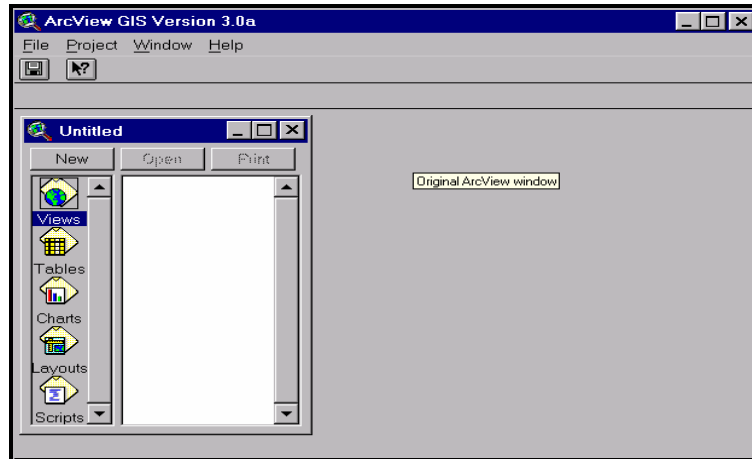 ArcView GIS Version 3.0a
File Project Window Help
Untitled
New Open Print
Original ArcView window
Views
Tables
Charts
Layouts
Scripts